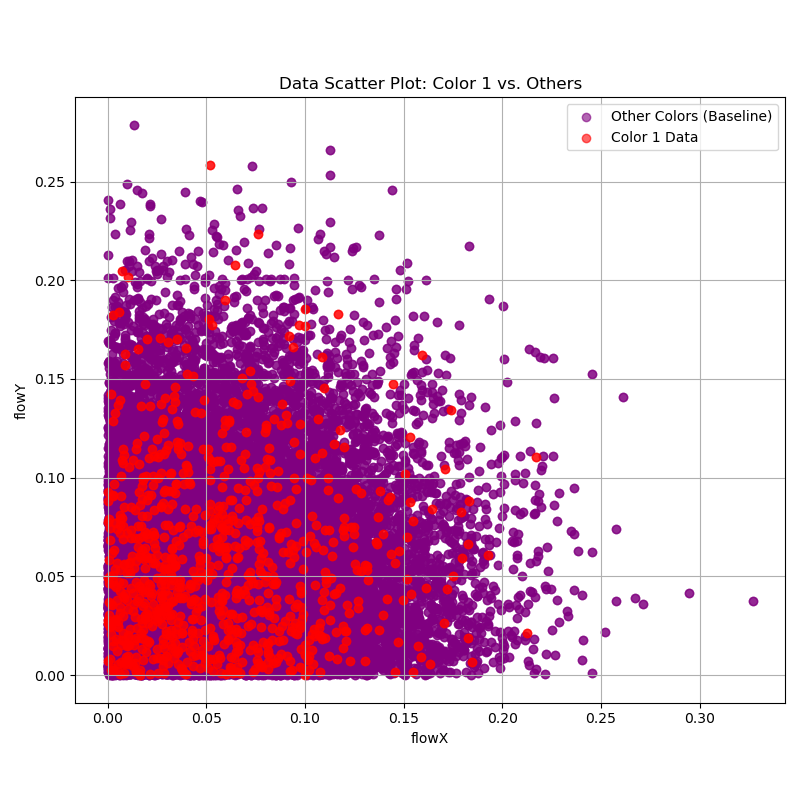 Data Scatter Plot: Color 1 vs. Others
Other Colors (Baseline)
Color 1 Data
flowY
0.25
0.20
0.15
0.10
0.05
0.00
0.00 0.05 0.10 0.15 0.20 0.25 0.30
flowX